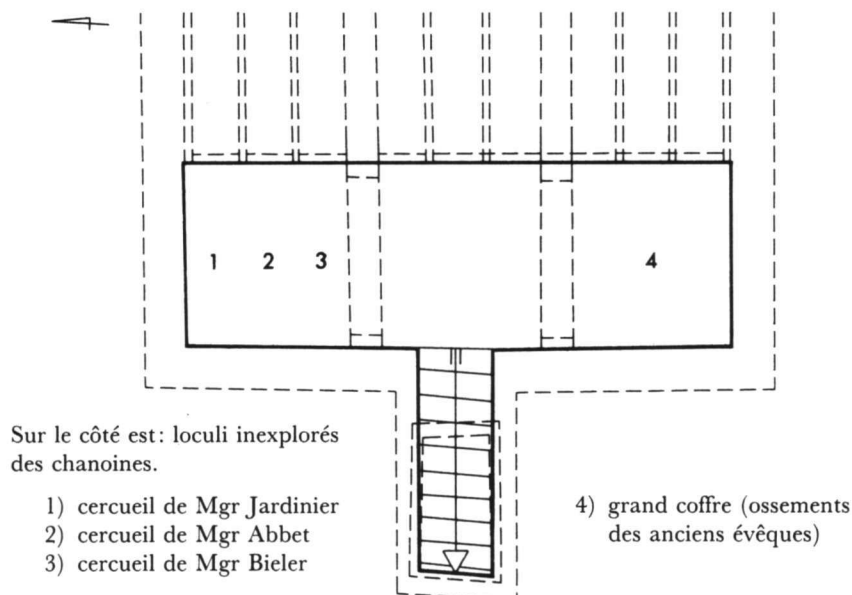 1 2 3 4
Sur le côté est: loculi inexplorés
des chanoines.
1) cercueil de Mgr Jardinier
2) cercueil de Mgr Abbet
3) cercueil de Mgr Bieler
4) grand coffre (ossements
des anciens évêques)